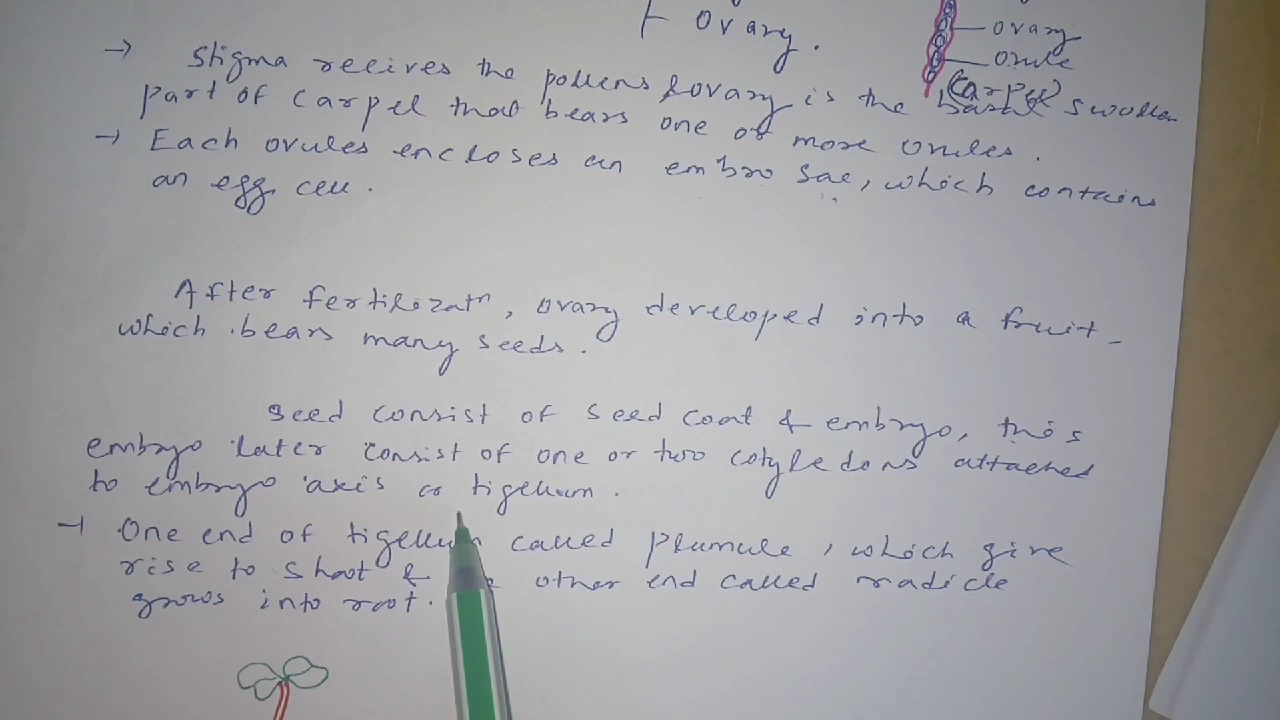 Ovary.
ovary
ovule
Carpel
→ Stigma recives the pollens & ovary is the basal swollen
part of carpel that bears one or more ovules.
→ Each ovules encloses an embro sac, which contains
an egg cell.
After fertilizatn, ovary developed into a fruit
which bears many seeds.
Seed consist of seed coat & embryo, this
embryo later consist of one or two cotyledons attached
to embryo axis or tigellum.
→ One end of tigellum called plumule, which give
rise to shoot & other end called radicle
grows into root.